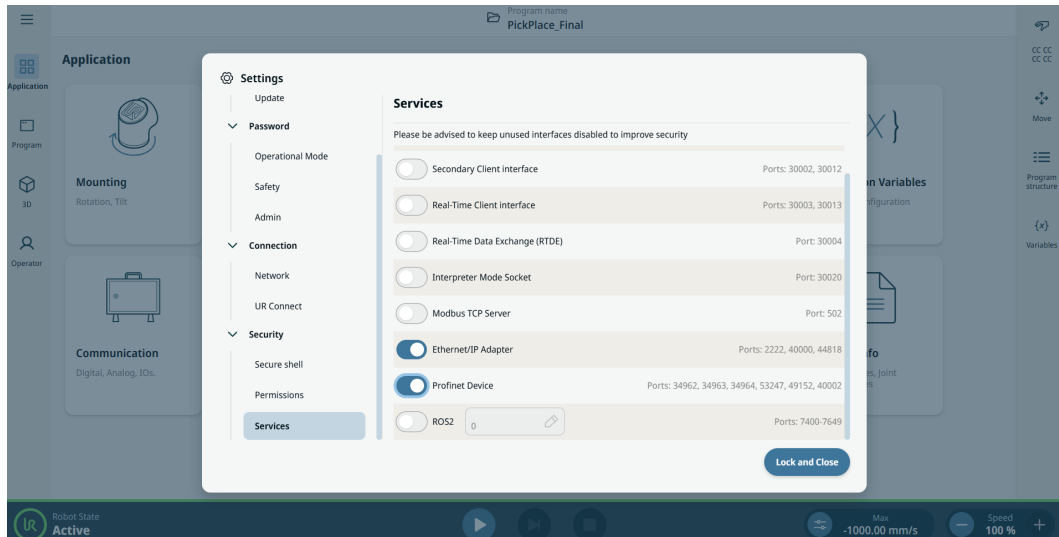 Program name
PickPlace_Final
Application
Application
Program
3D
Operator
Mounting
Rotation, Tilt
Communication
Digital, Analog, IOs.
Settings
Update
Password
Operational Mode
Safety
Admin
Connection
Network
UR Connect
Security
Secure shell
Permissions
Services
Services
Please be advised to keep unused interfaces disabled to improve security
Secondary Client interface Ports: 30002, 30012
Real-Time Client interface Ports: 30003, 30013
Real-Time Data Exchange (RTDE) Port: 30004
Interpreter Mode Socket Port: 30020
Modbus TCP Server Port: 502
Ethernet/IP Adapter Ports: 2222, 40000, 44818
Profinet Device Ports: 34962, 34963, 34964, 53247, 49152, 40002
ROS2 0 Ports: 7400-7649
Lock and Close
Variables
CC CC
CC CC
Move
Program
structure
{x}
Variables
UR
Robot State
Active
Max
-1000.00 mm/s
Speed
100 %